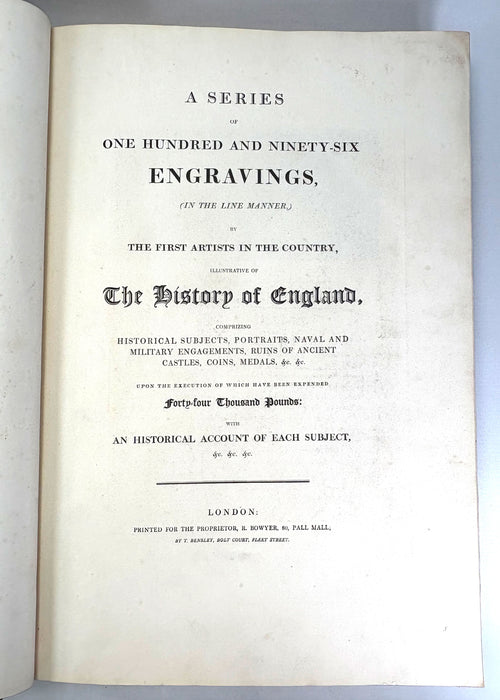 A SERIES
OF
ONE HUNDRED AND NINETY-SIX
ENGRAVINGS,
(IN THE LINE MANNER,)
BY
THE FIRST ARTISTS IN THE COUNTRY,
ILLUSTRATIVE OF
The History of England,
COMPRIZING
HISTORICAL SUBJECTS, PORTRAITS, NAVAL AND
MILITARY ENGAGEMENTS, RUINS OF ANCIENT
CASTLES, COINS, MEDALS, &c. &c.
UPON THE EXECUTION OF WHICH HAVE BEEN EXPENDED
Forty-four Thousand Pounds:
WITH
AN HISTORICAL ACCOUNT OF EACH SUBJECT,
&c. &c. &c.
LONDON:
PRINTED FOR THE PROPRIETOR, R. BOWYER, 80, PALL MALL,
BY T. BENSLEY, BOLT COURT, FLEET STREET.